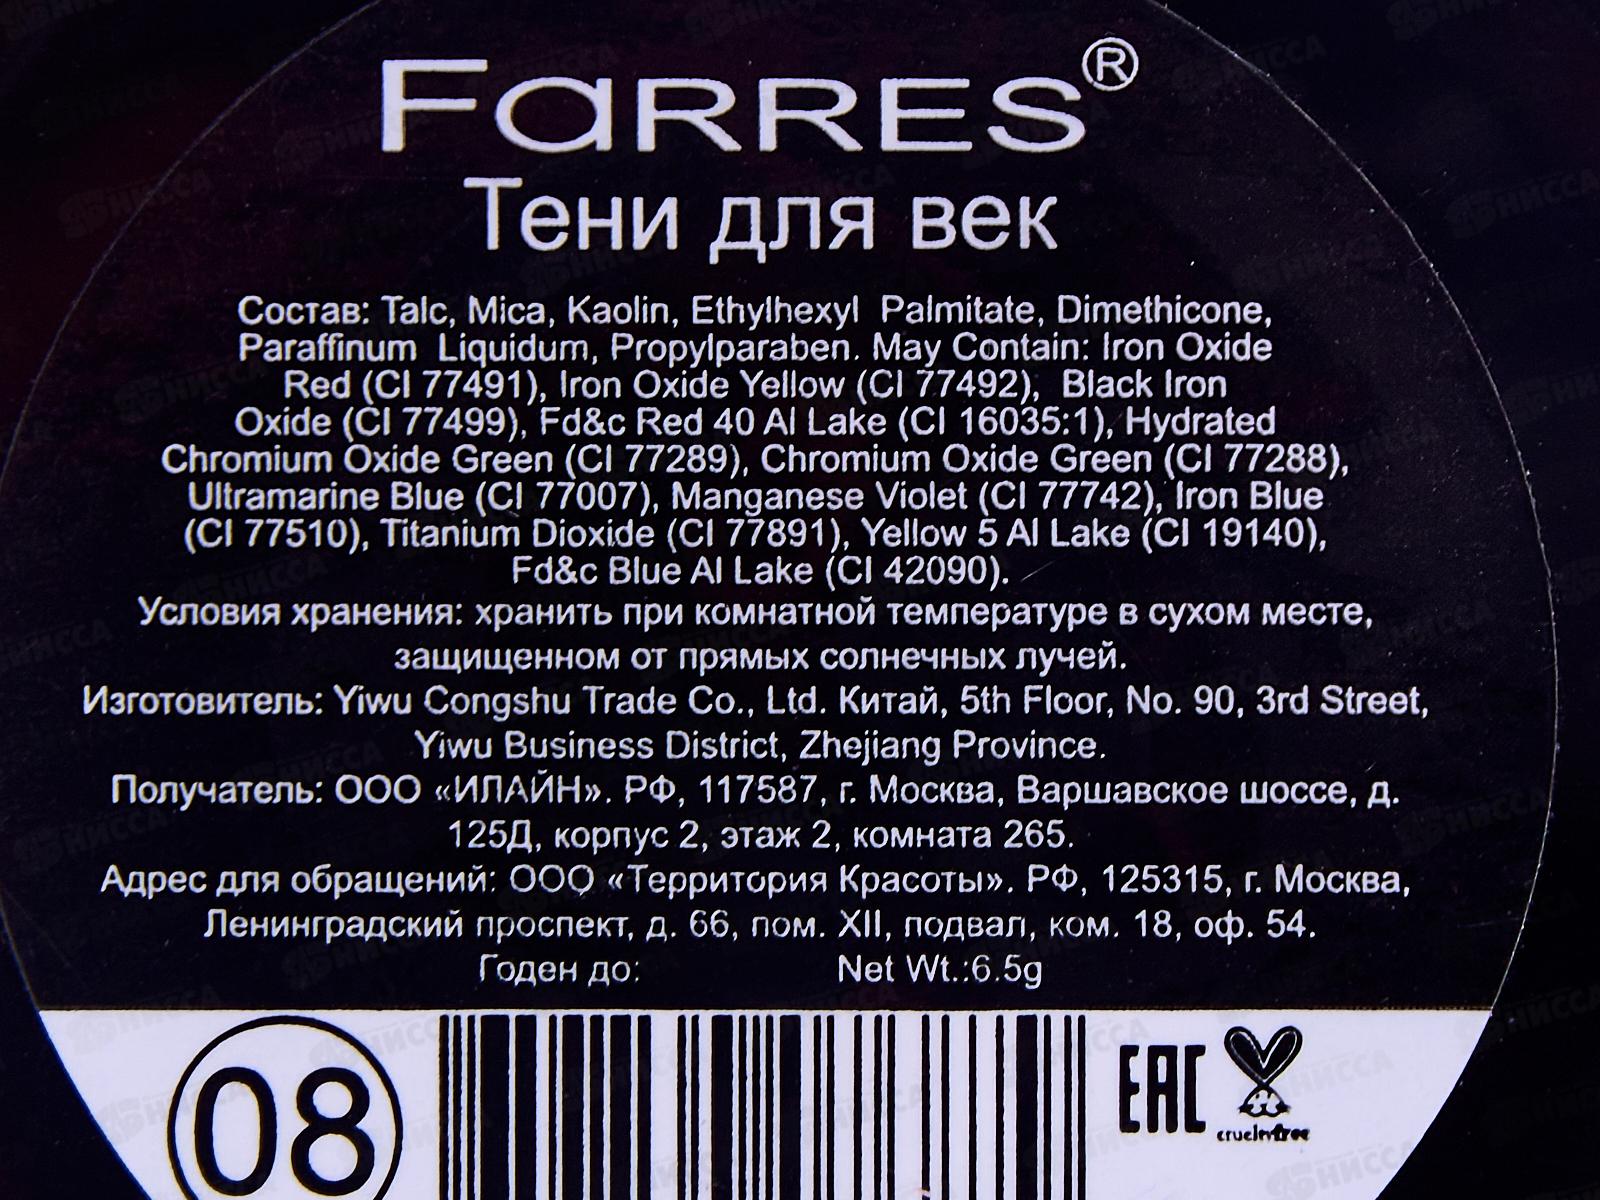 FARRES®
Тени для век
Состав: Talc, Mica, Kaolin, Ethylhexyl Palmitate, Dimethicone,
Paraffinum Liquidum, Propylparaben. May Contain: Iron Oxide
Red (CI 77491), Iron Oxide Yellow (CI 77492), Black Iron
Oxide (CI 77499), Fd&c Red 40 Al Lake (CI 16035:1), Hydrated
Chromium Oxide Green (CI 77289), Chromium Oxide Green (CI 77288),
Ultramarine Blue (CI 77007), Manganese Violet (CI 77742), Iron Blue
(CI 77510), Titanium Dioxide (CI 77891), Yellow 5 Al Lake (CI 19140),
Fd&c Blue Al Lake (CI 42090).
Условия хранения: хранить при комнатной температуре в сухом месте,
защищенном от прямых солнечных лучей.
Изготовитель: Yiwu Congshu Trade Co., Ltd. Китай, 5th Floor, No. 90, 3rd Street,
Yiwu Business District, Zhejiang Province.
Получатель: ООО «ИЛАЙН». РФ, 117587, г. Москва, Варшавское шоссе, д.
125Д, корпус 2, этаж 2, комната 265.
Адрес для обращений: ООО «Территория Красоты». РФ, 125315, г. Москва,
Ленинградский проспект, д. 66, пом. XII, подвал, ком. 18, оф. 54.
Годен до: Net Wt.:6.5g
08
EAC
crueltyfree